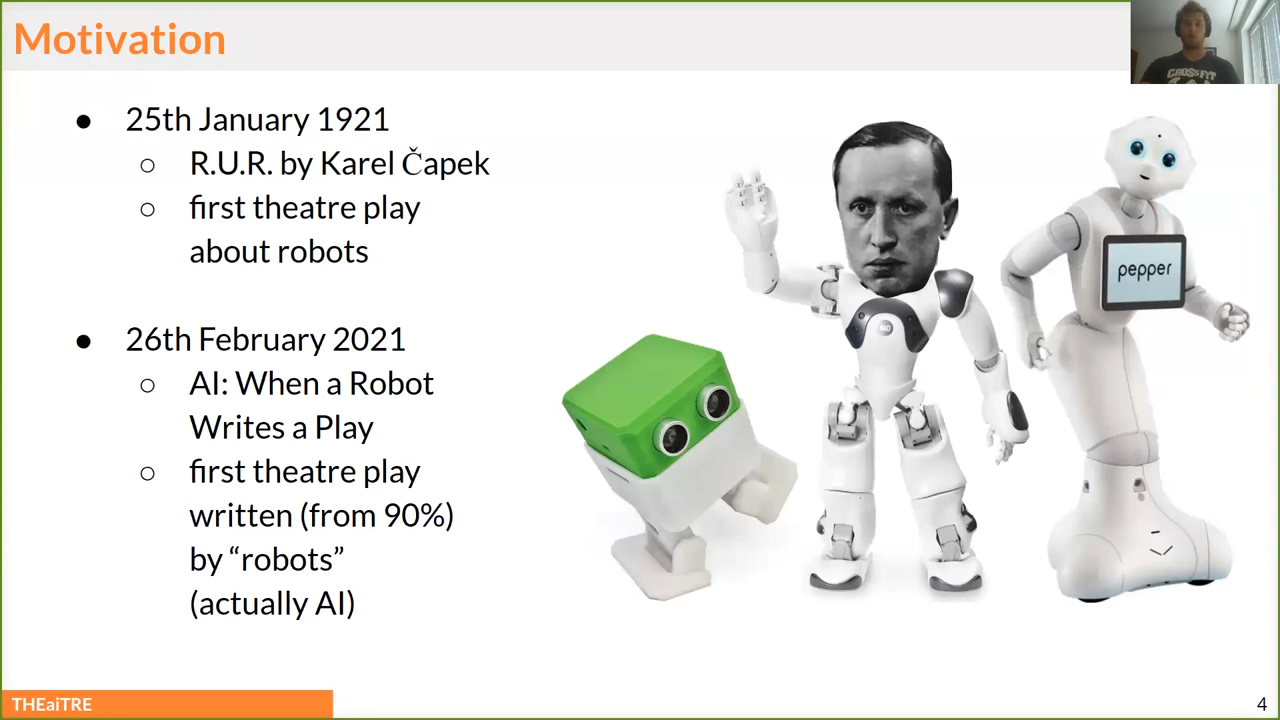 Motivation
● 25th January 1921
○ R.U.R. by Karel Čapek
○ first theatre play
about robots
● 26th February 2021
○ AI: When a Robot
Writes a Play
○ first theatre play
written (from 90%)
by “robots”
(actually AI)
pepper
CROSSFIT
THEaiTRE
4